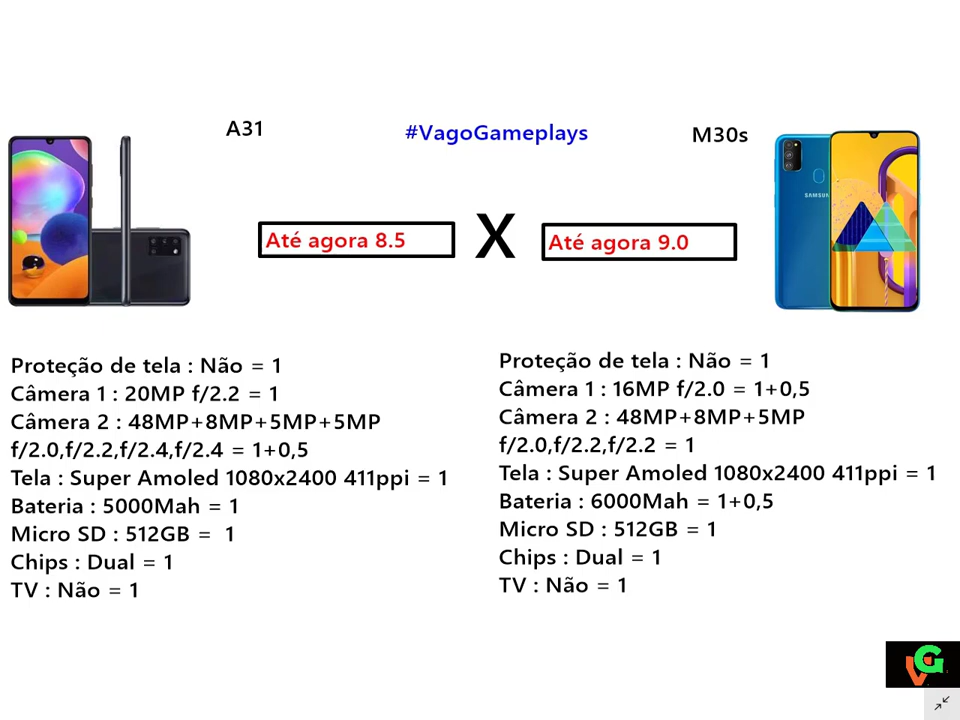 A31
#VagoGameplays
M30s
SAMSUNG
Até agora 8.5
X
Até agora 9.0
Proteção de tela : Não = 1
Câmera 1 : 20MP f/2.2 = 1
Câmera 2 : 48MP+8MP+5MP+5MP
f/2.0,f/2.2,f/2.4,f/2.4 = 1+0,5
Tela : Super Amoled 1080x2400 411ppi = 1
Bateria : 5000Mah = 1
Micro SD : 512GB =  1
Chips : Dual = 1
TV : Não = 1
Proteção de tela : Não = 1
Câmera 1 : 16MP f/2.0 = 1+0,5
Câmera 2 : 48MP+8MP+5MP
f/2.0,f/2.2,f/2.2 = 1
Tela : Super Amoled 1080x2400 411ppi = 1
Bateria : 6000Mah = 1+0,5
Micro SD : 512GB = 1
Chips : Dual = 1
TV : Não = 1
VG